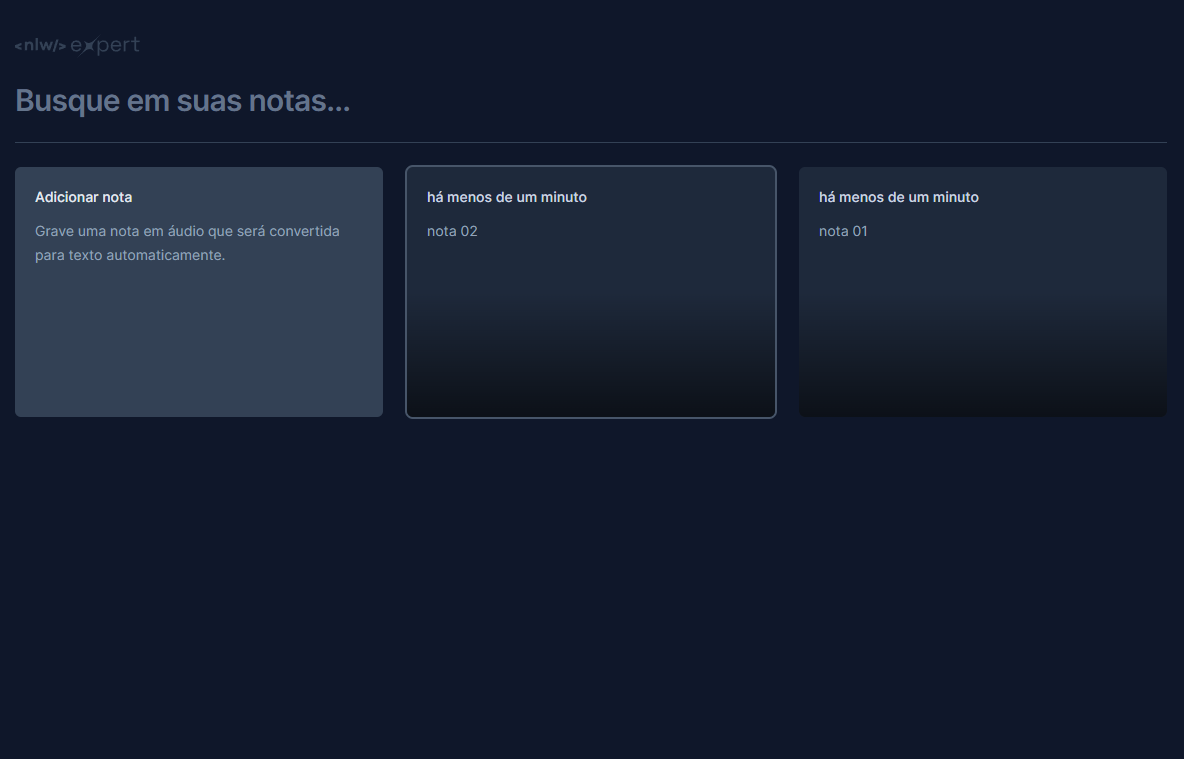 <nlw/> expert
Busque em suas notas...
Adicionar nota
Grave uma nota em áudio que será convertida
para texto automaticamente.
há menos de um minuto
nota 02
há menos de um minuto
nota 01